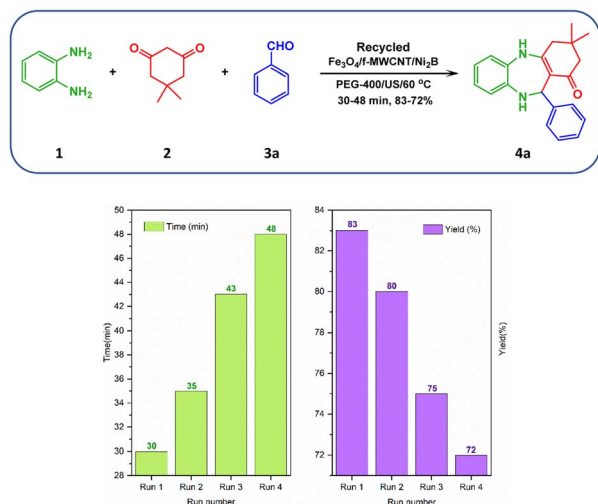 NH2
NH2
1
+
O
O
2
+
CHO
3a
Recycled
Fe3O4/f-MWCNT/Ni2B
PEG-400/US/60 °C
30-48 min, 83-72%
H
N
N
H
O
4a
Time (min)
50
48
46
44
42
40
38
36
34
32
30
28
30
35
43
48
Time(min)
Run 1 Run 2 Run 3 Run 4
Run number
Yield (%)
84
82
80
78
76
74
72
83
80
75
72
Yield(%)
Run 1 Run 2 Run 3 Run 4
Run number